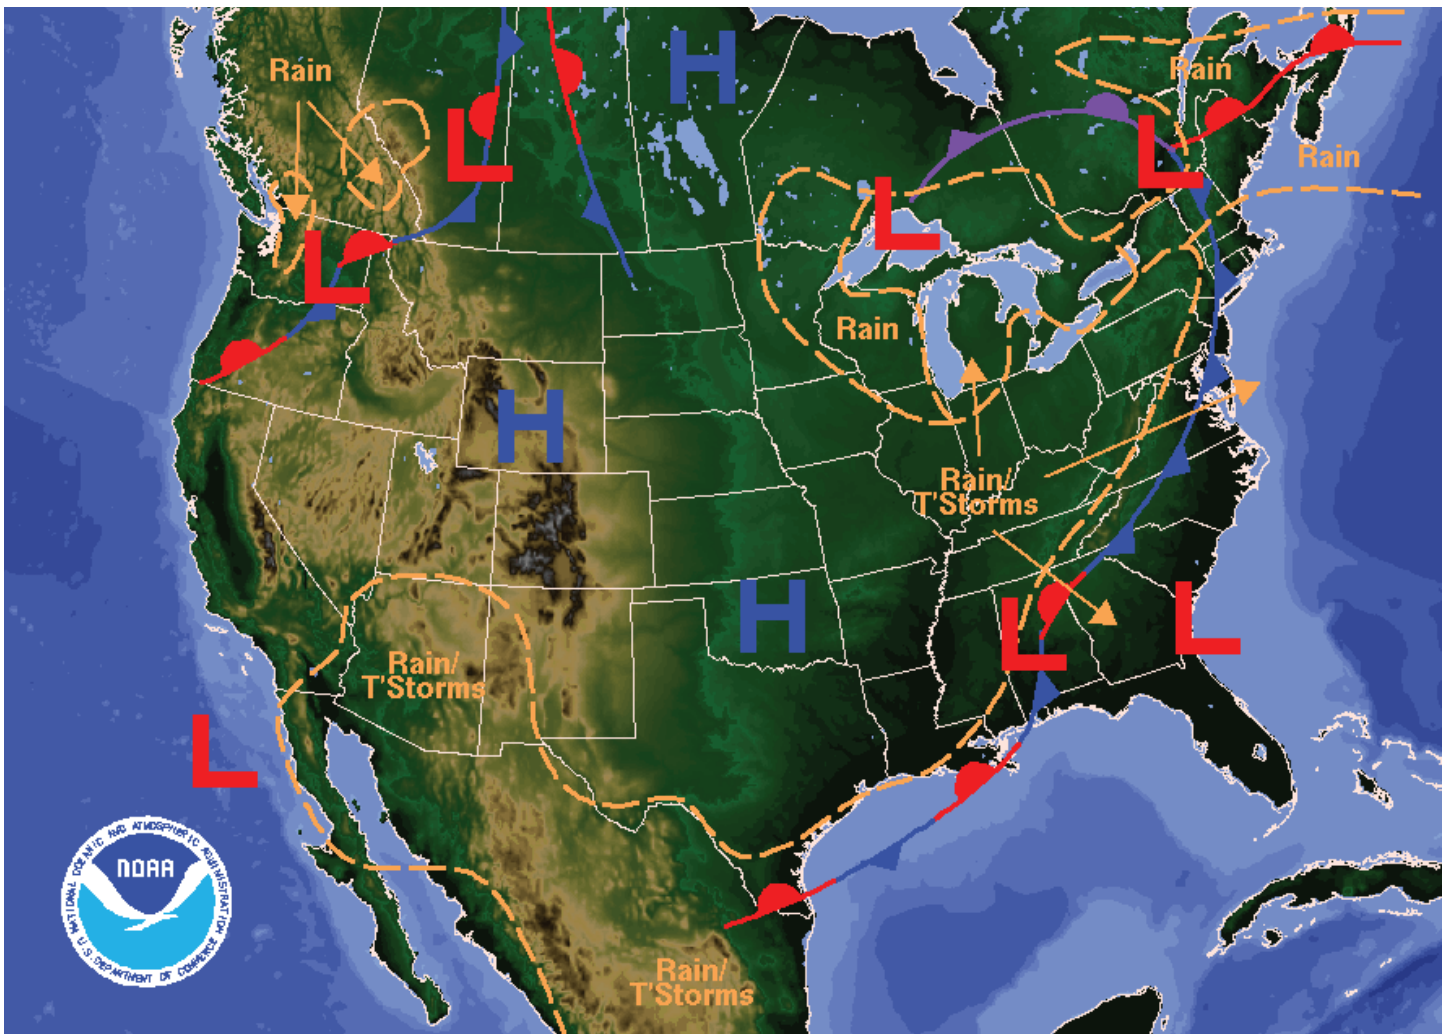 H
Rain
L
Rain
L
Rain
L
L
Rain
H
Rain/
T'Storms
H
L
L
Rain/
T'Storms
L
NATIONAL OCEANIC AND ATMOSPHERIC ADMINISTRATION
NOAA
U.S. DEPARTMENT OF COMMERCE
Rain/
T'Storms